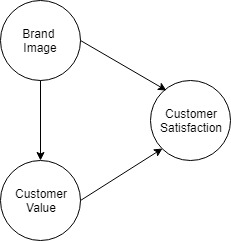 Brand
Image
Customer
Satisfaction
Customer
Value